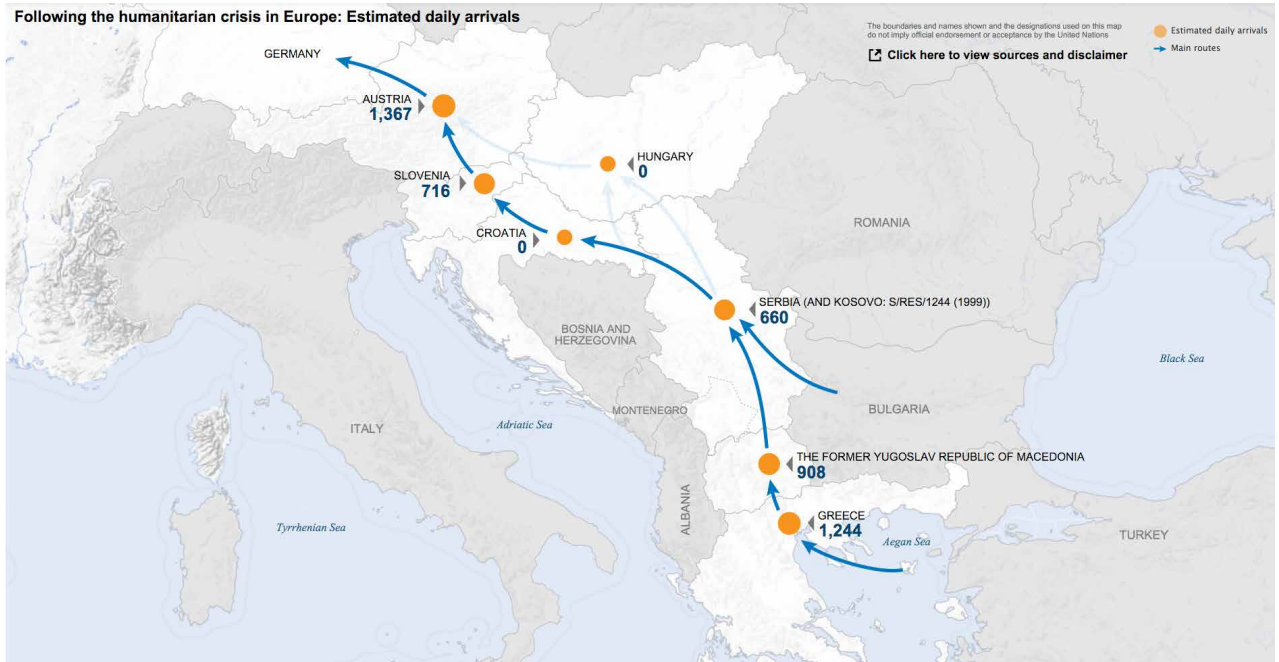 Following the humanitarian crisis in Europe: Estimated daily arrivals
The boundaries and names shown and the designations used on this map
do not imply official endorsement or acceptance by the United Nations
Click here to view sources and disclaimer
Estimated daily arrivals
Main routes
GERMANY
AUSTRIA
1,367
HUNGARY
0
SLOVENIA
716
CROATIA
0
ROMANIA
SERBIA (AND KOSOVO: S/RES/1244 (1999))
660
BOSNIA AND
HERZEGOVINA
Black Sea
MONTENEGRO
BULGARIA
ITALY
Adriatic Sea
THE FORMER YUGOSLAV REPUBLIC OF MACEDONIA
908
ALBANIA
GREECE
1,244
Tyrrhenian Sea
Aegan Sea
TURKEY